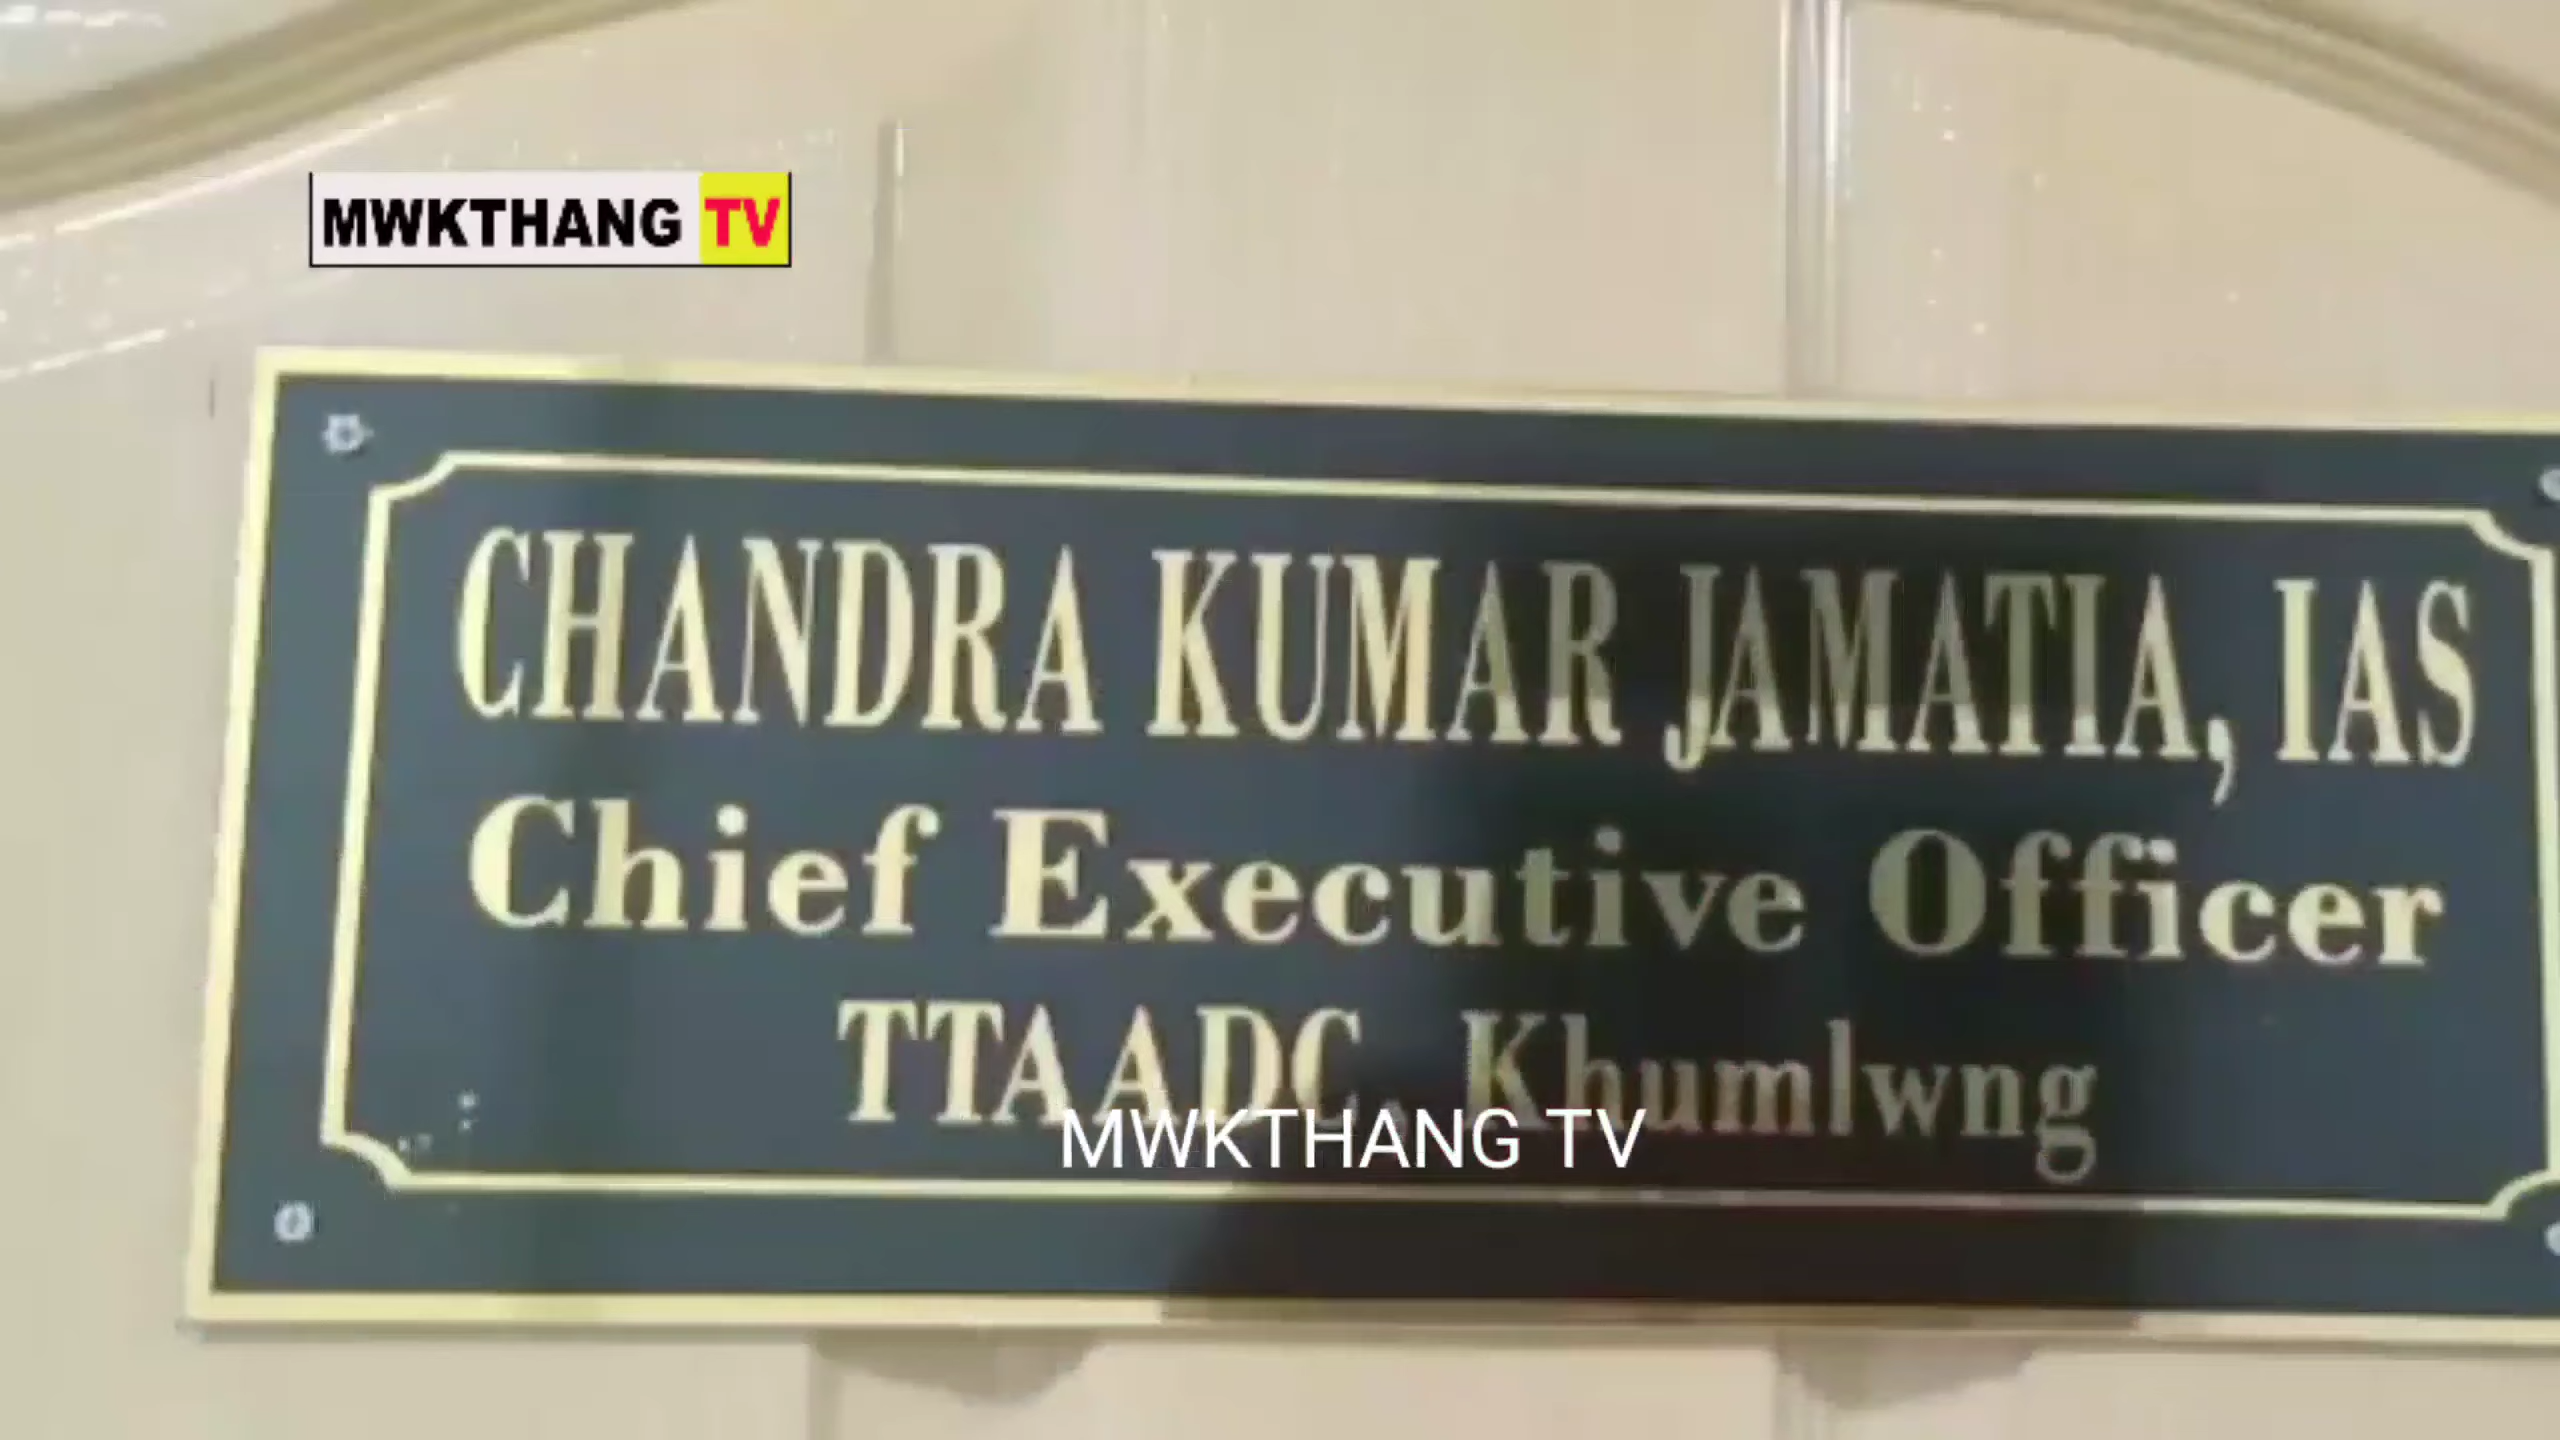 MWKTHANG TV
CHANDRA KUMAR JAMATIA, IAS
Chief Executive Officer
TTAADC, Khumlwng
MWKTHANG TV